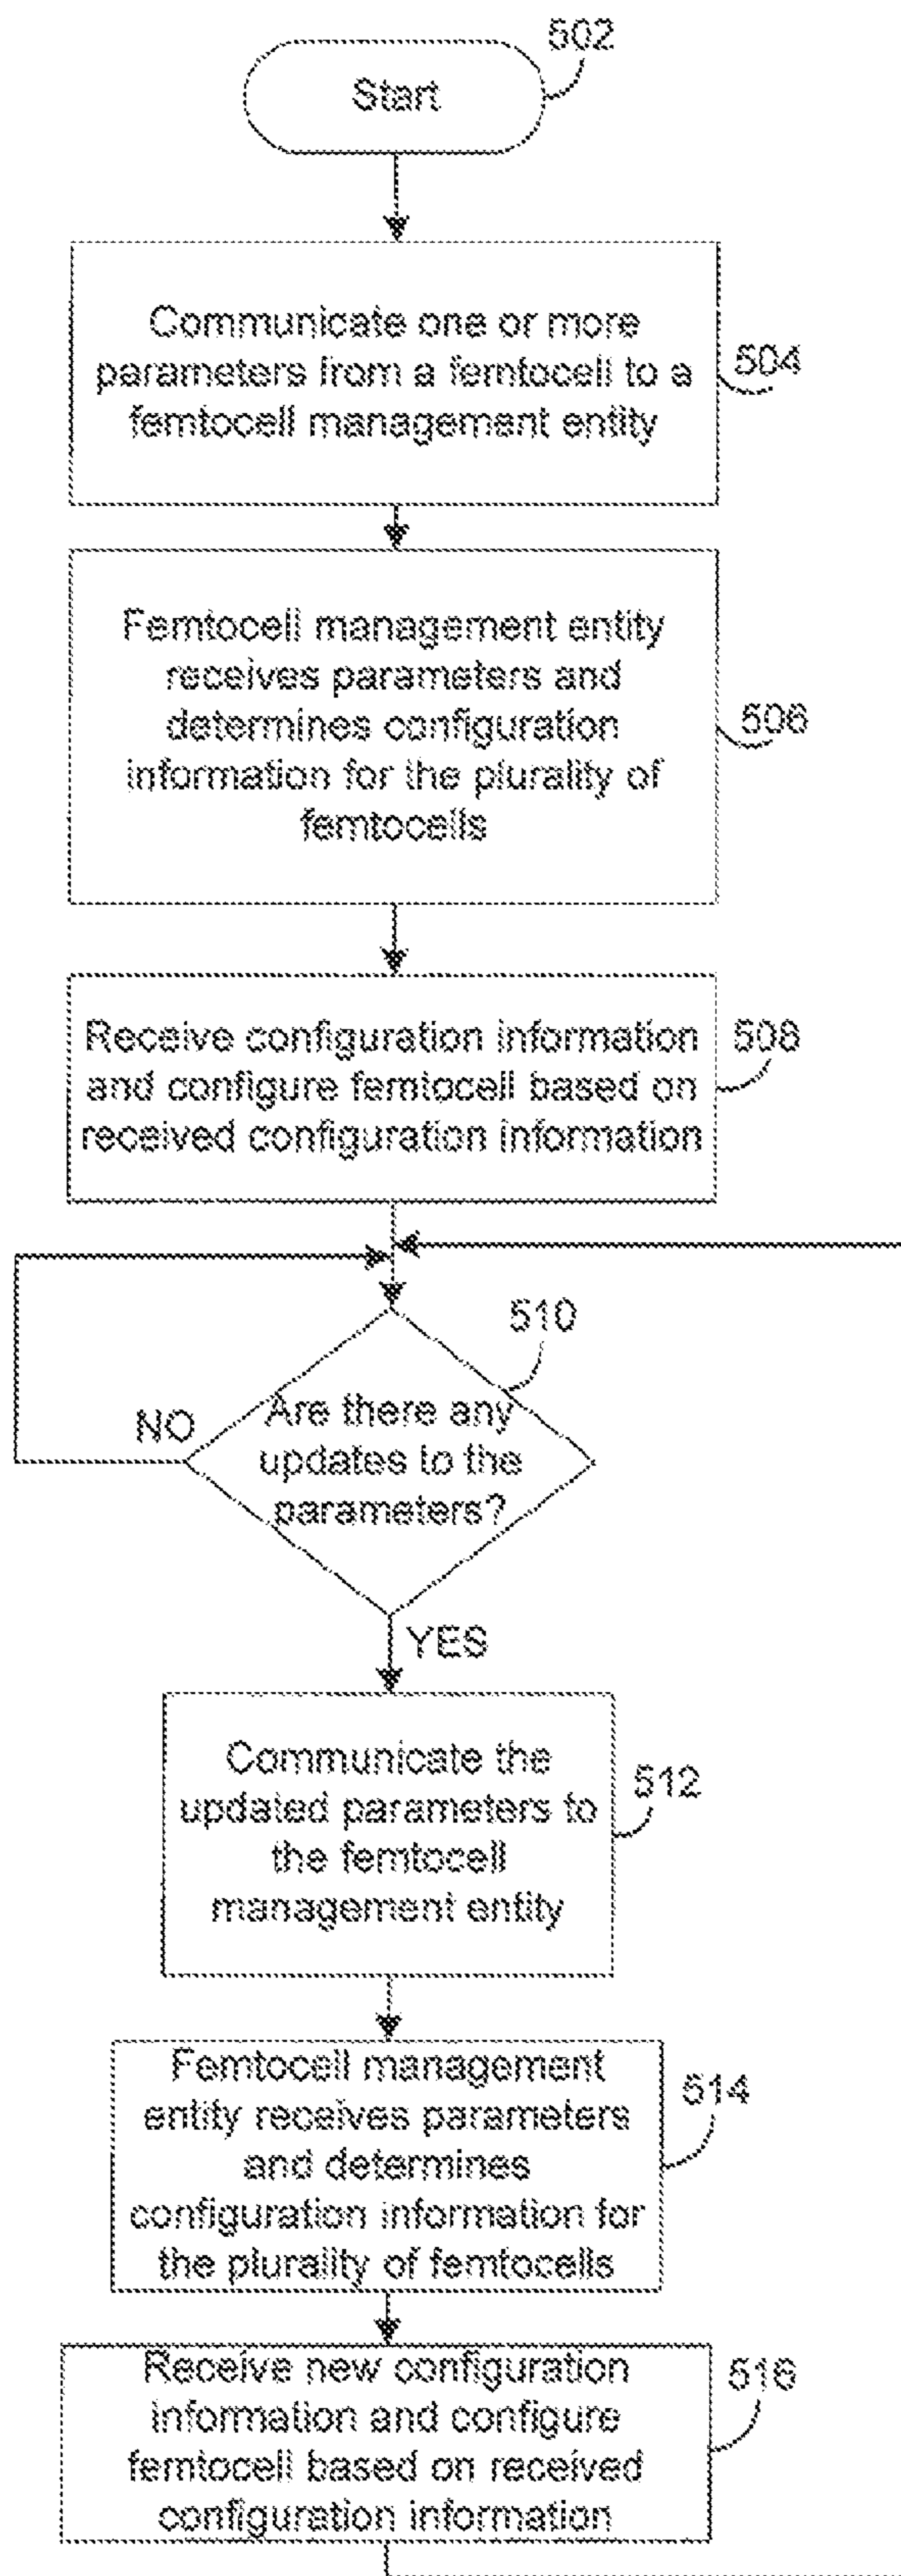 502
Start
Communicate one or more
parameters from a femtocell to a
femtocell management entity
504
Femtocell management entity
receives parameters and
determines configuration
information for the plurality of
femtocells
506
Receive configuration information
and configure femtocell based on
received configuration information
508
510
Are there any
updates to the
parameters?
NO
YES
Communicate the
updated parameters to
the femtocell
management entity
512
Femtocell management
entity receives parameters
and determines
configuration information for
the plurality of femtocells
514
Receive new configuration
information and configure
femtocell based on received
configuration information
516